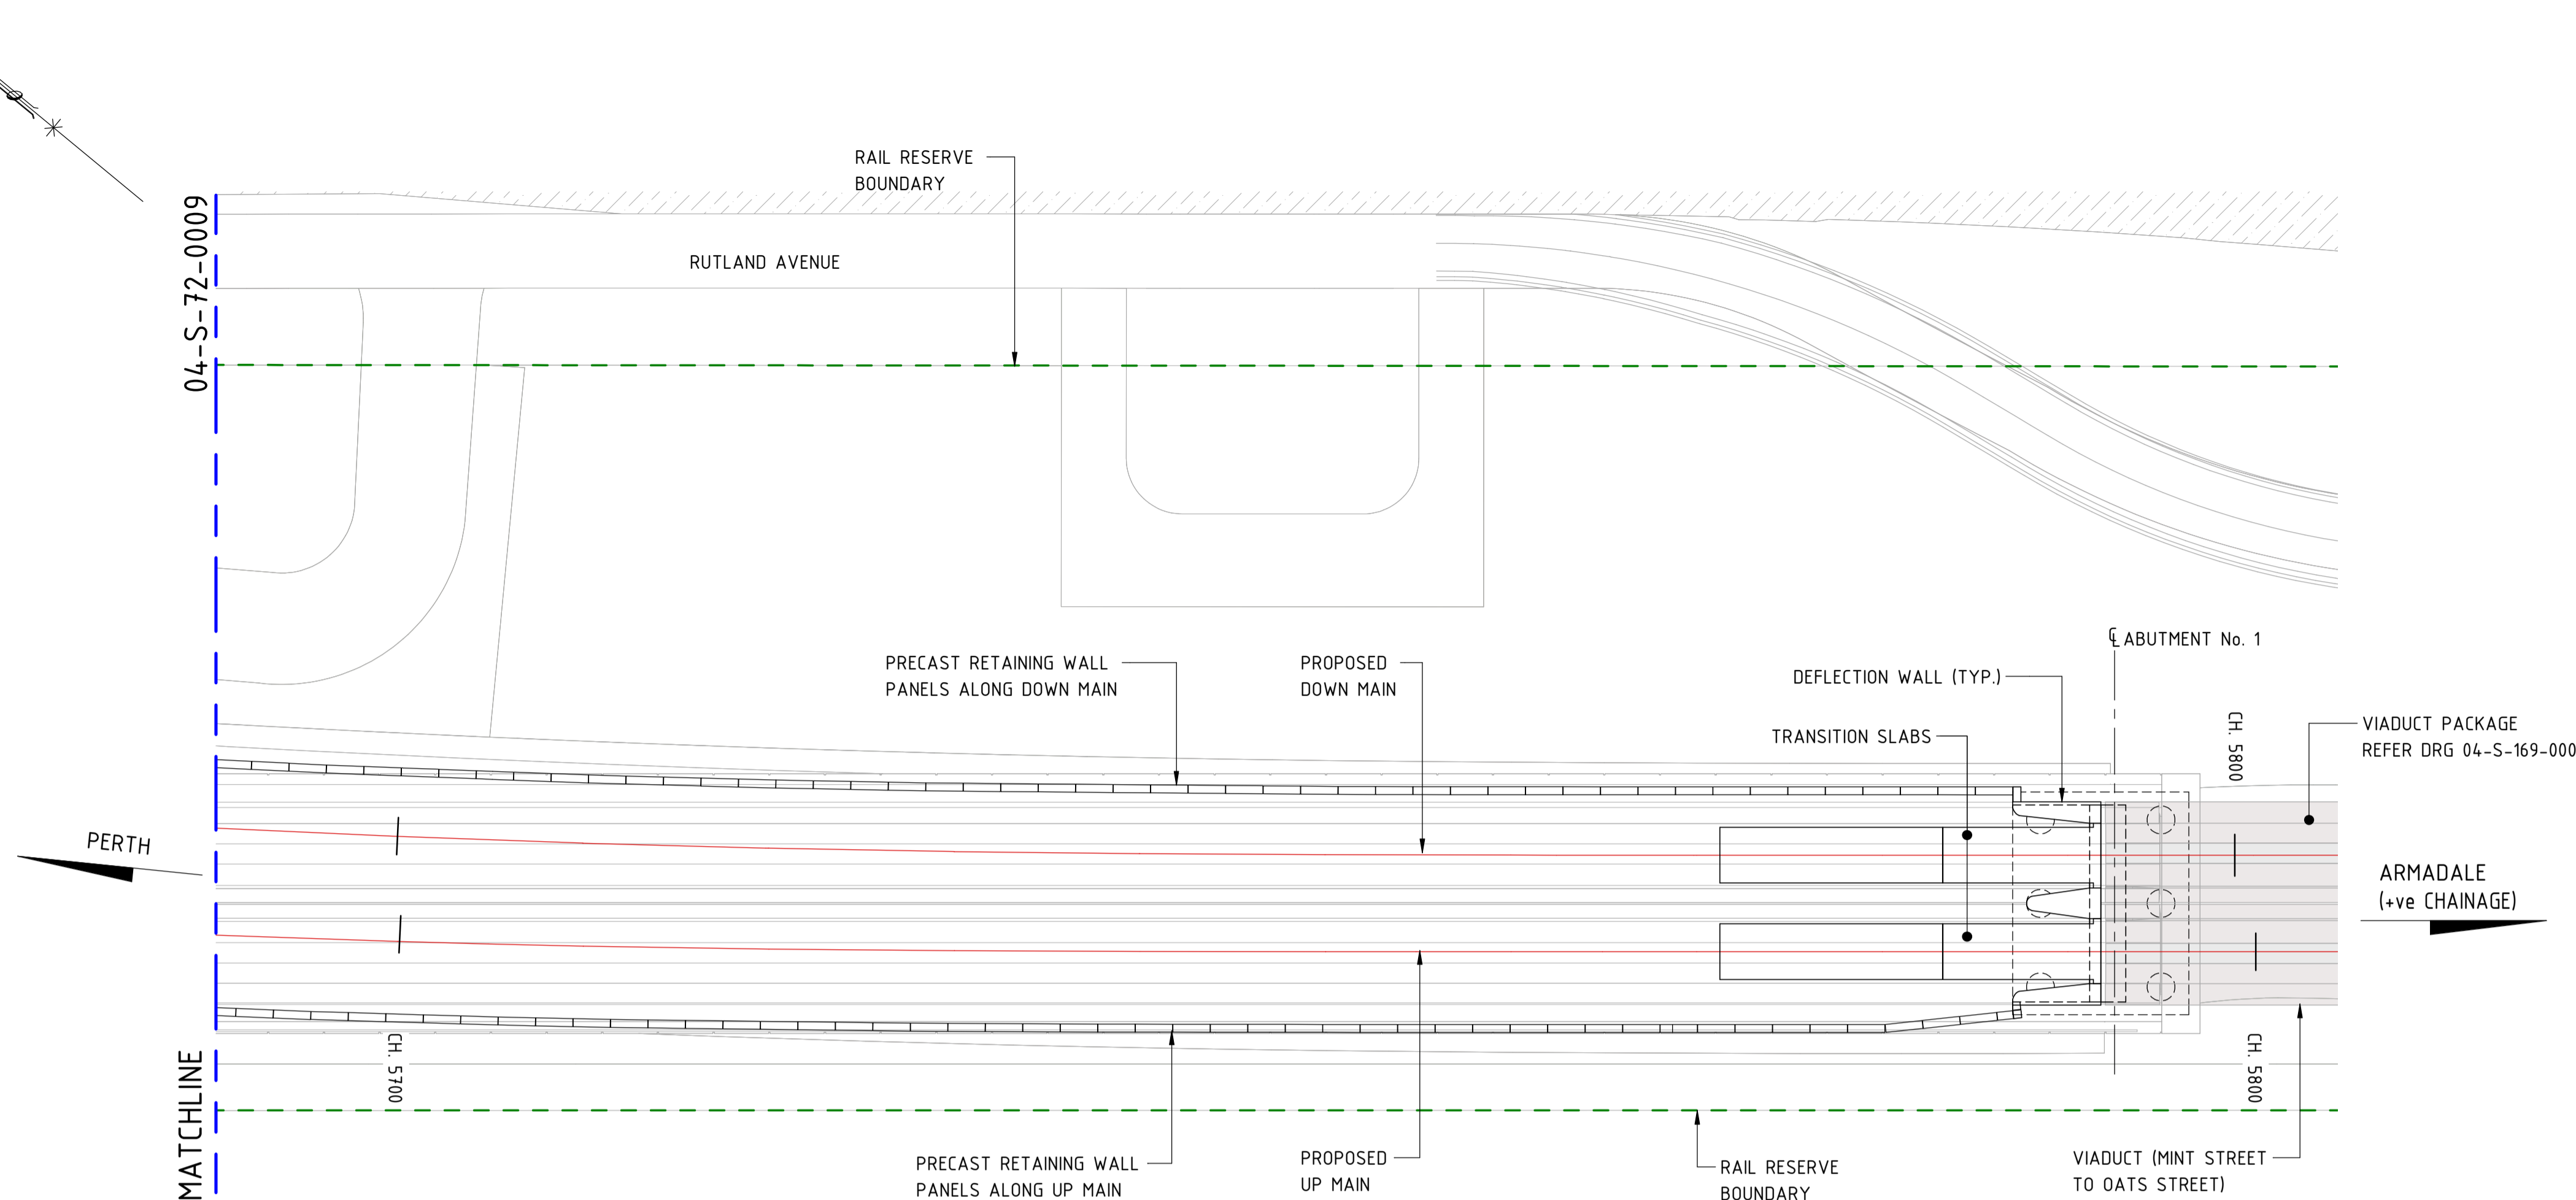 RAIL RESERVE
BOUNDARY
04-S-72-0009
RUTLAND AVENUE
℄ ABUTMENT No. 1
PRECAST RETAINING WALL
PANELS ALONG DOWN MAIN
PROPOSED
DOWN MAIN
DEFLECTION WALL (TYP.)
TRANSITION SLABS
CH. 5800
VIADUCT PACKAGE
REFER DRG 04-S-169-000
PERTH
ARMADALE
(+ve CHAINAGE)
CH. 5700
CH. 5800
MATCHLINE
PRECAST RETAINING WALL
PANELS ALONG UP MAIN
PROPOSED
UP MAIN
RAIL RESERVE
BOUNDARY
VIADUCT (MINT STREET
TO OATS STREET)